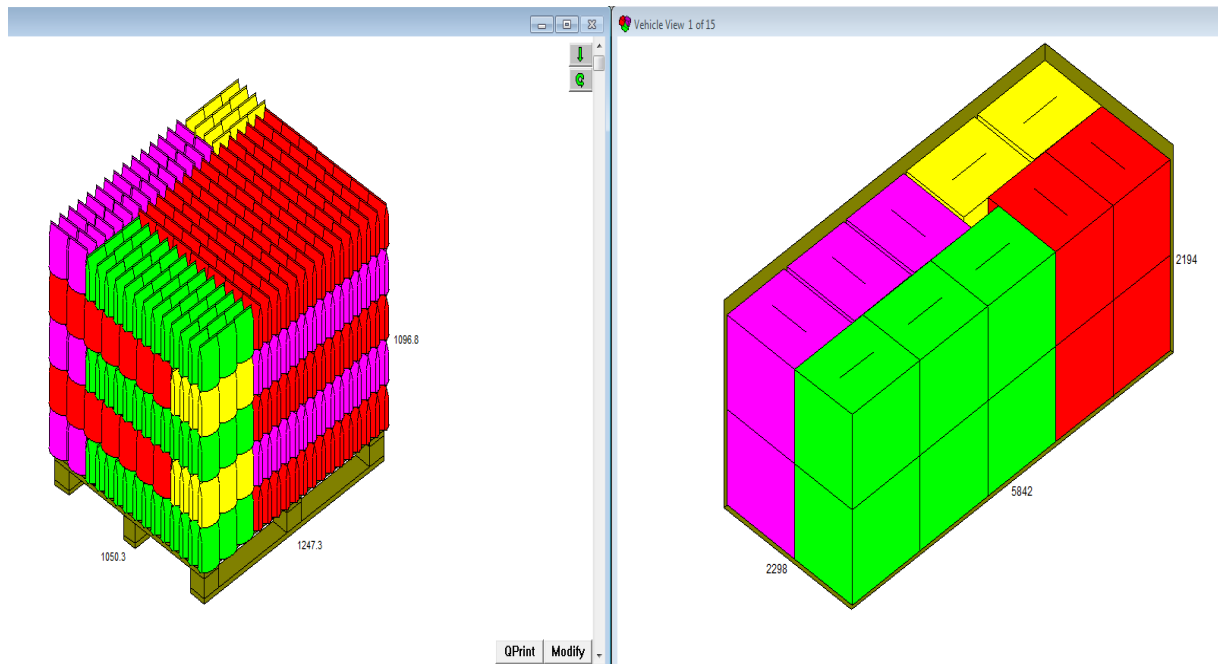 Vehicle View 1 of 15
1096.8
1050.3
1247.3
QPrint
Modify
2194
5842
2298